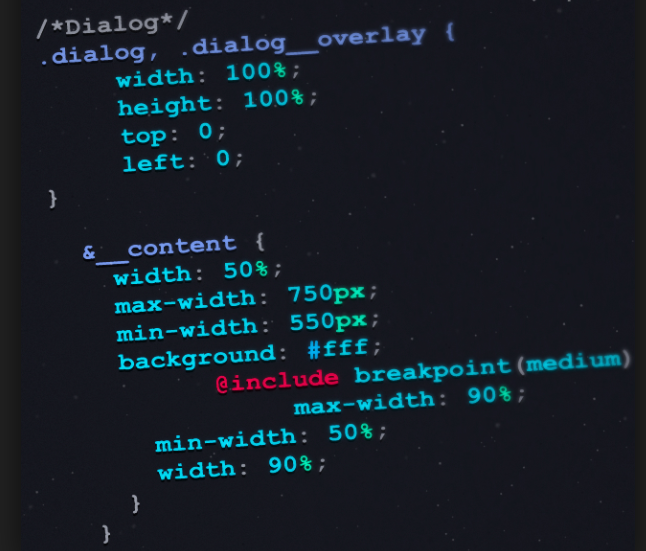 /*Dialog*/
.dialog, .dialog__overlay {
width: 100%;
height: 100%;
top: 0;
left: 0;
}
&__content {
width: 50%;
max-width: 750px;
min-width: 550px;
background: #fff;
@include breakpoint(medium)
max-width: 90%;
min-width: 50%;
width: 90%;
}
}